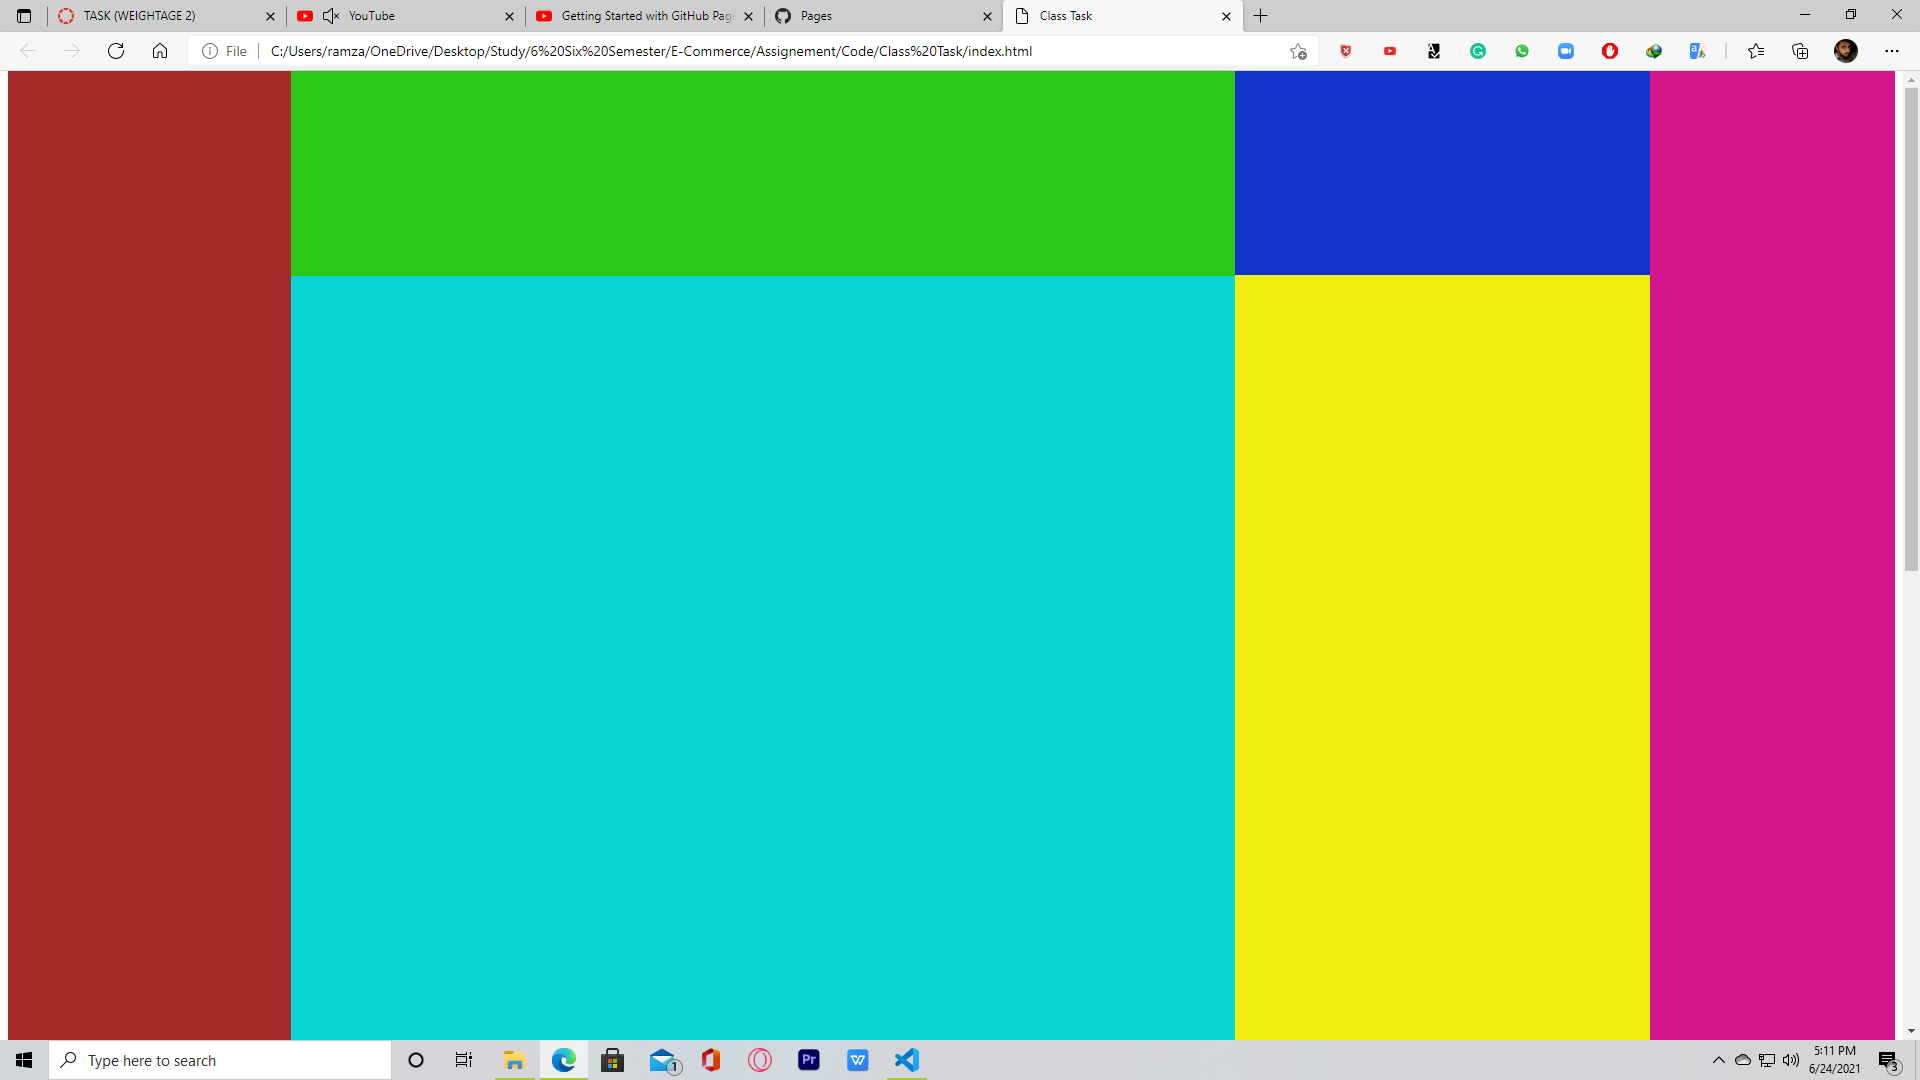 TASK (WEIGHTAGE 2)
YouTube
Getting Started with GitHub Pag
Pages
Class Task
File
C:/Users/ramza/OneDrive/Desktop/Study/6%20Six%20Semester/E-Commerce/Assignement/Code/Class%20Task/index.html
Type here to search
1
Pr
W
5:11 PM
6/24/2021
3